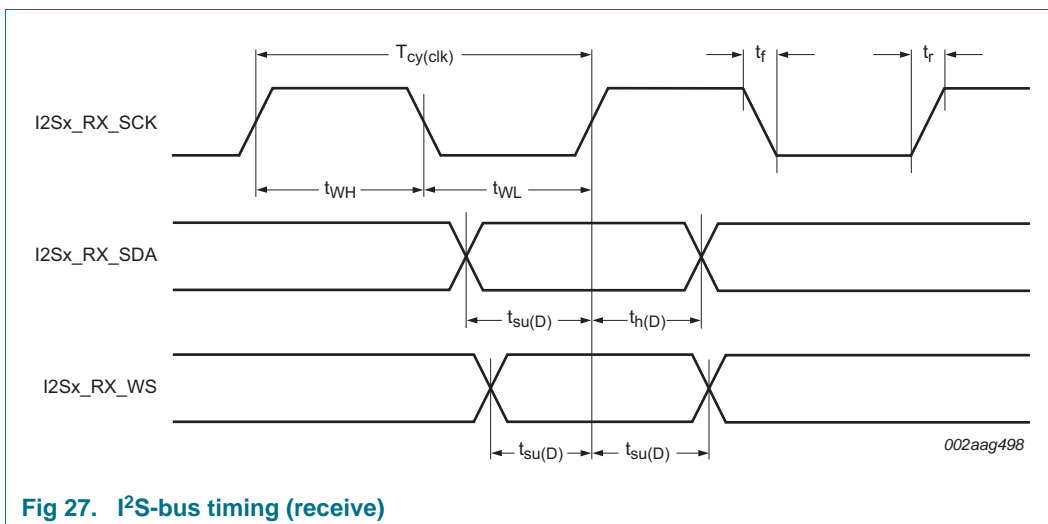 T_cy(clk) t_f t_r
I2Sx_RX_SCK
t_WH t_WL
I2Sx_RX_SDA
t_su(D) t_h(D)
I2Sx_RX_WS
t_su(D) t_su(D)
002aag498
Fig 27. I²S-bus timing (receive)